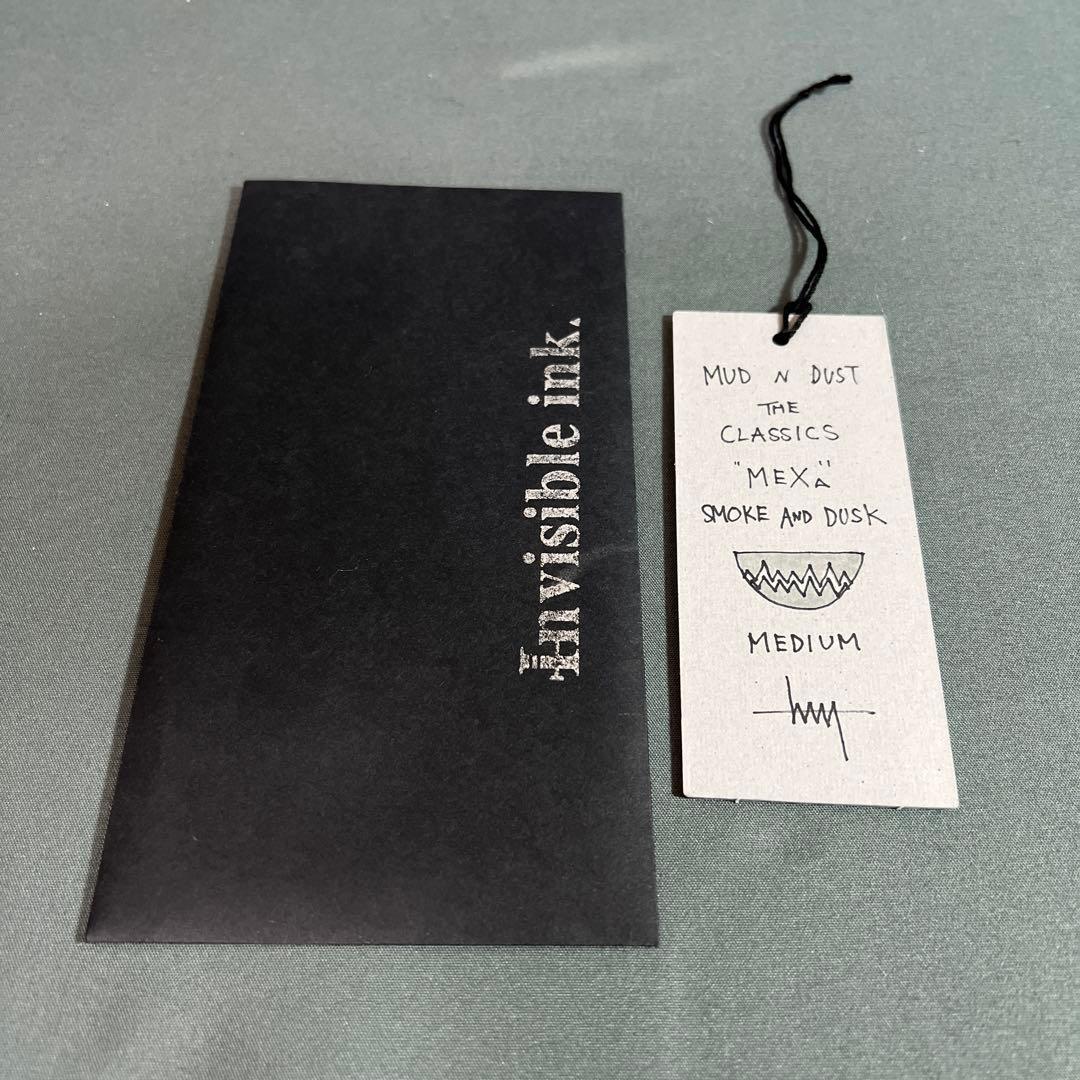 Invisible ink.
MUD N DUST
THE
CLASSICS
"MEXA"
SMOKE AND DUSK
MEDIUM